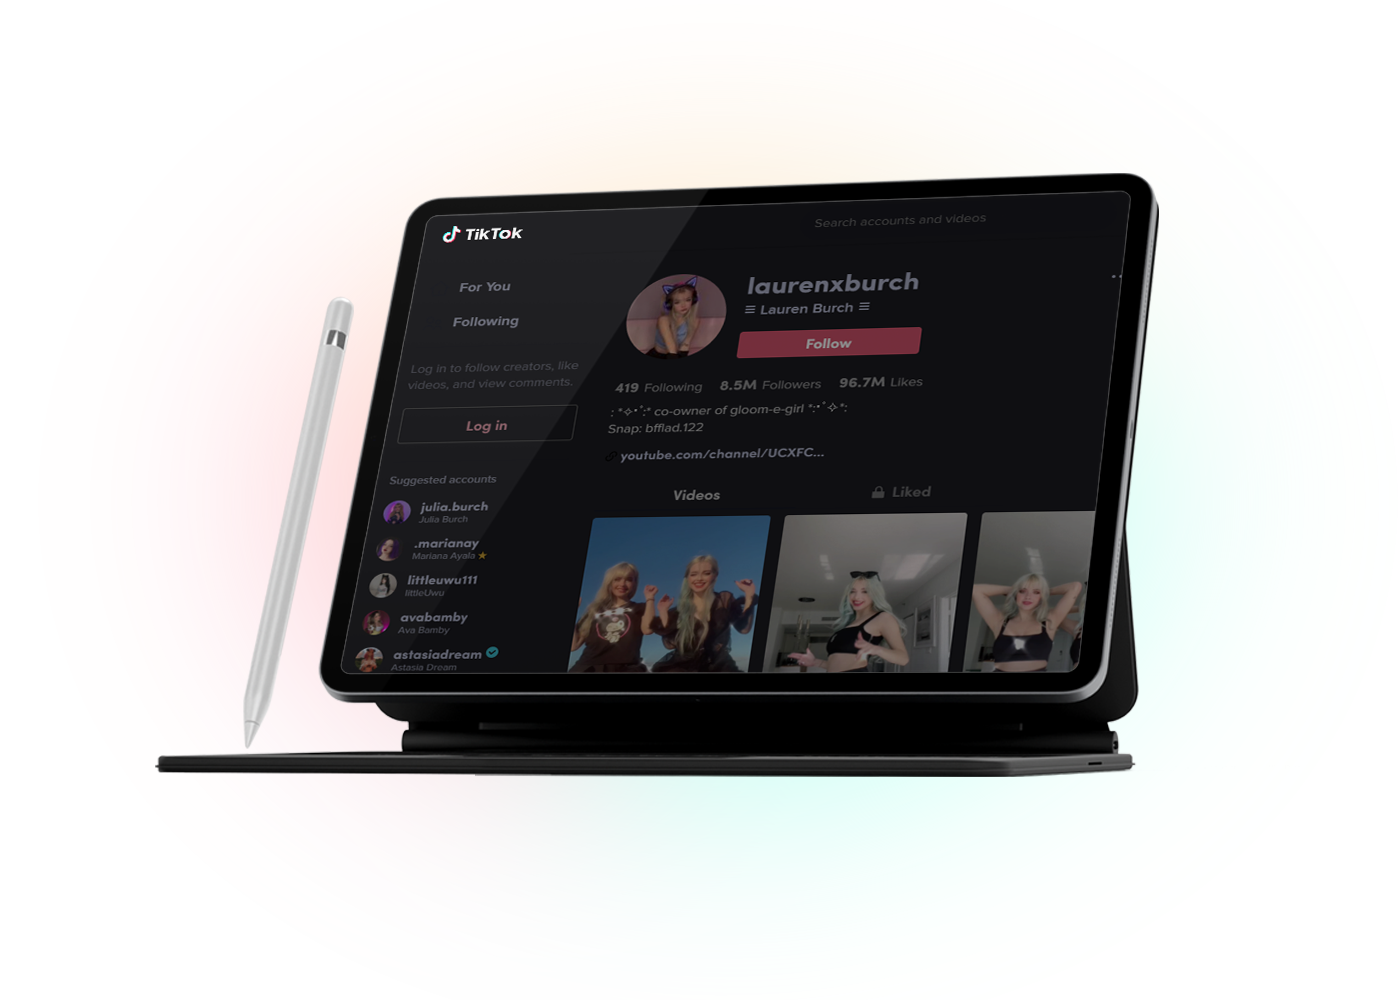 TikTok
Search accounts and videos
For You
Following
Log in to follow creators, like
videos, and view comments.
Log in
Suggested accounts
julia.burch
Julia Burch
.marianay
Mariana Ayala ⭐
littleuwu111
littleUwu
avabamby
Ava Bamby
astasiadream
Astasia Dream
laurenxburch
≡ Lauren Burch ≡
Follow
419 Following 8.5M Followers 96.7M Likes
: *✧･ﾟ:* co-owner of gloom-e-girl *:･ﾟ✧*:
Snap: bfflad.122
youtube.com/channel/UCXFC...
Videos
Liked